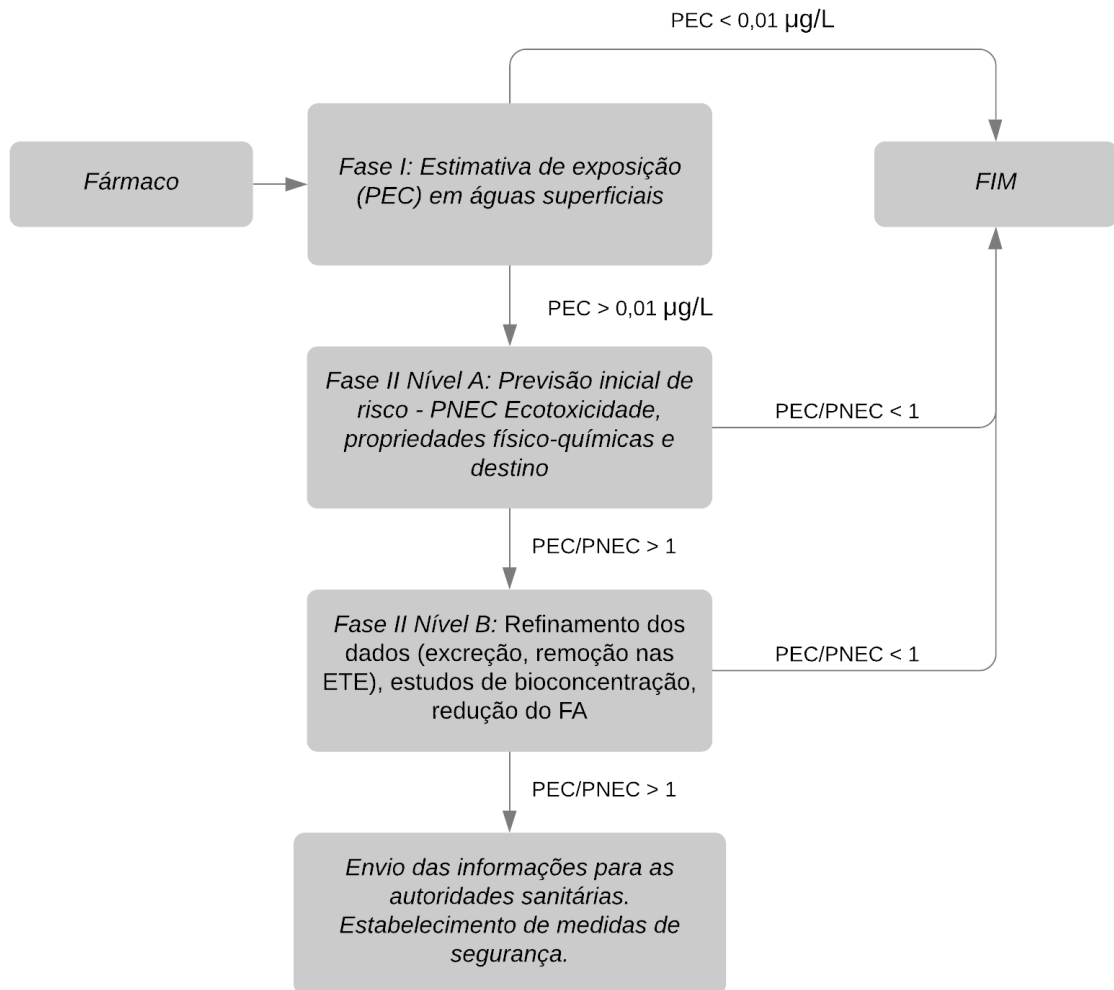 PEC < 0,01 µg/L
Fármaco
Fase I: Estimativa de exposição
(PEC) em águas superficiais
FIM
PEC > 0,01 µg/L
Fase II Nível A: Previsão inicial de
risco - PNEC Ecotoxicidade,
propriedades físico-químicas e
destino
PEC/PNEC < 1
PEC/PNEC > 1
Fase II Nível B: Refinamento dos
dados (excreção, remoção nas
ETE), estudos de bioconcentração,
redução do FA
PEC/PNEC < 1
PEC/PNEC > 1
Envio das informações para as
autoridades sanitárias.
Estabelecimento de medidas de
segurança.